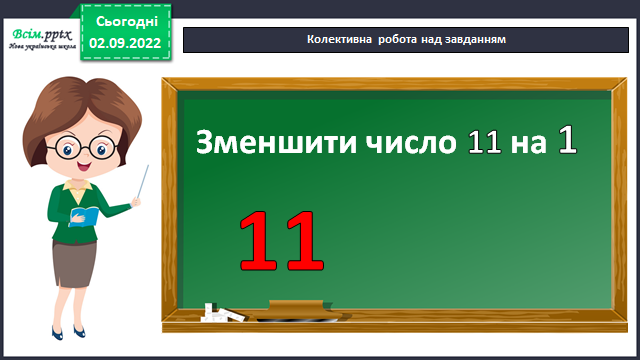 Всім.pptx
Нова українська школа
Сьогодні
02.09.2022
Колективна робота над завданням
Зменшити число 11 на 1
11